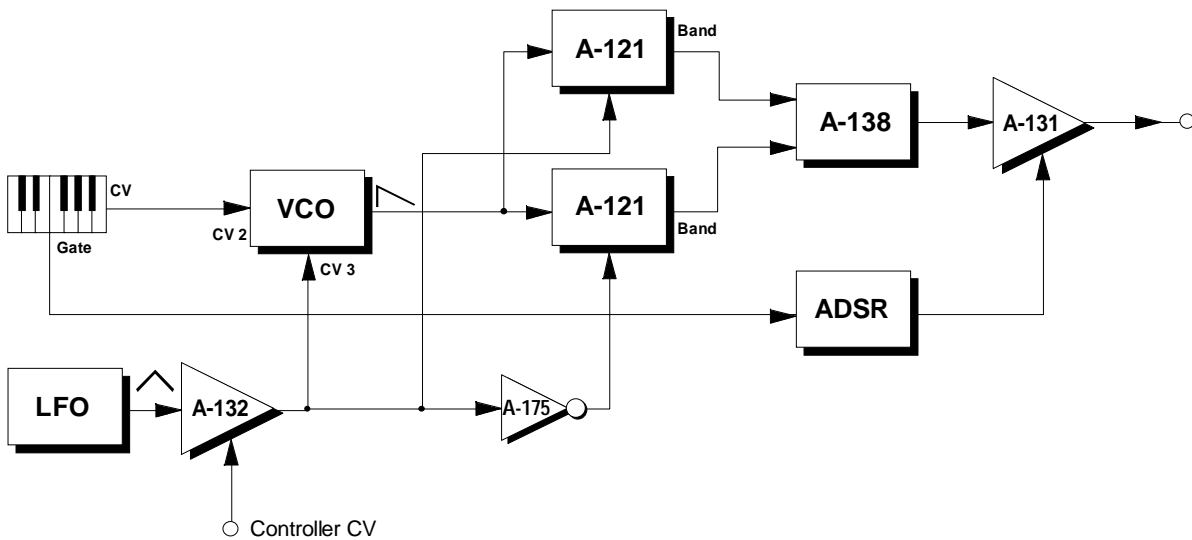 A-121
Band
A-138
A-131
CV
VCO
CV 2
A-121
Band
Gate
CV 3
ADSR
LFO
A-132
A-175
Controller CV